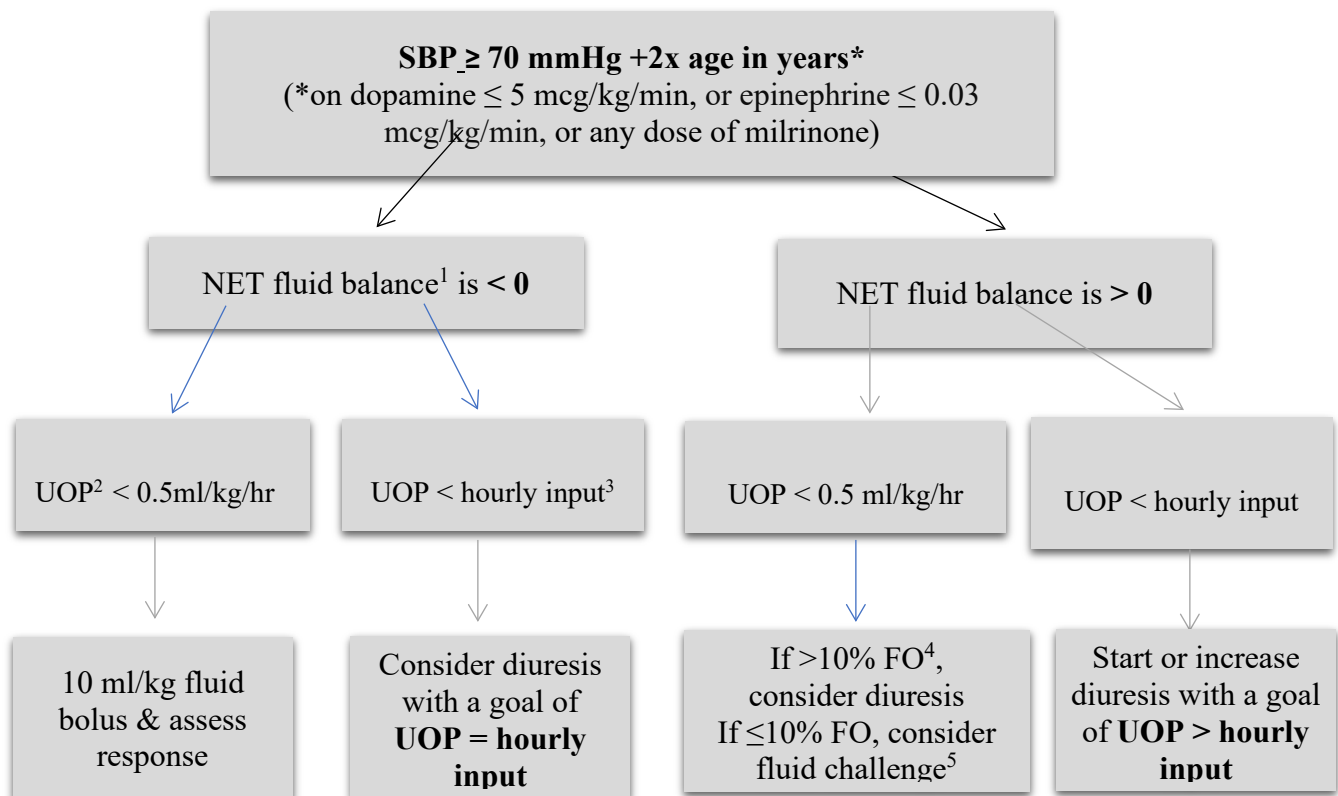 SBP ≥ 70 mmHg +2x age in years*
(*on dopamine ≤ 5 mcg/kg/min, or epinephrine ≤ 0.03
mcg/kg/min, or any dose of milrinone)
NET fluid balance¹ is < 0
NET fluid balance is > 0
UOP² < 0.5ml/kg/hr
UOP < hourly input³
UOP < 0.5 ml/kg/hr
UOP < hourly input
10 ml/kg fluid
bolus & assess
response
Consider diuresis
with a goal of
UOP = hourly
input
If >10% FO⁴,
consider diuresis
If ≤10% FO, consider
fluid challenge⁵
Start or increase
diuresis with a goal
of UOP > hourly
input